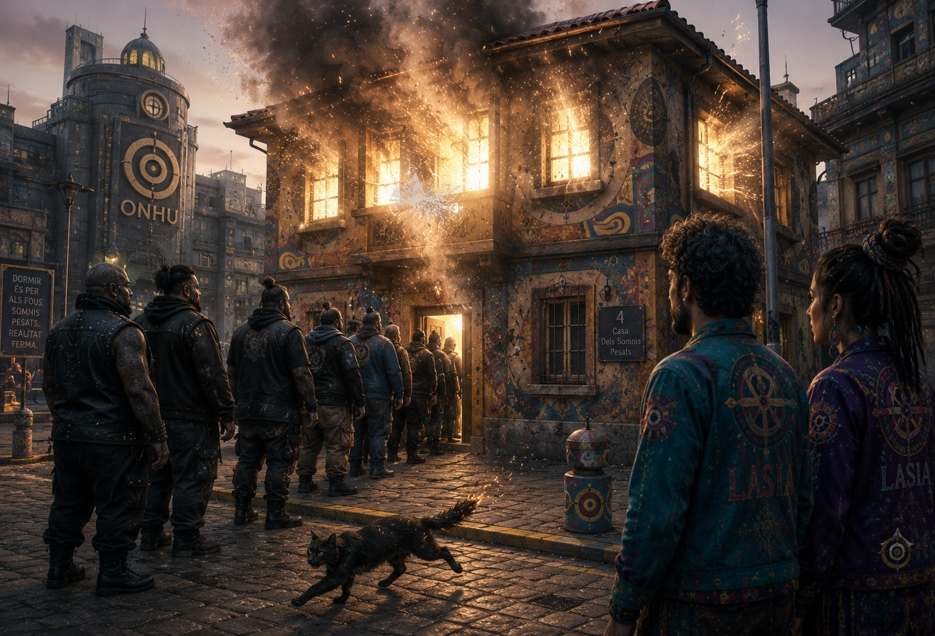 ONHU
DORMIR
ÉS PER
ALS FOUS
SOMNIS
PESATS.
REALITAT
FERMA.
4
Casa
Dels Somnis
Pesats
LASIA
LASIA